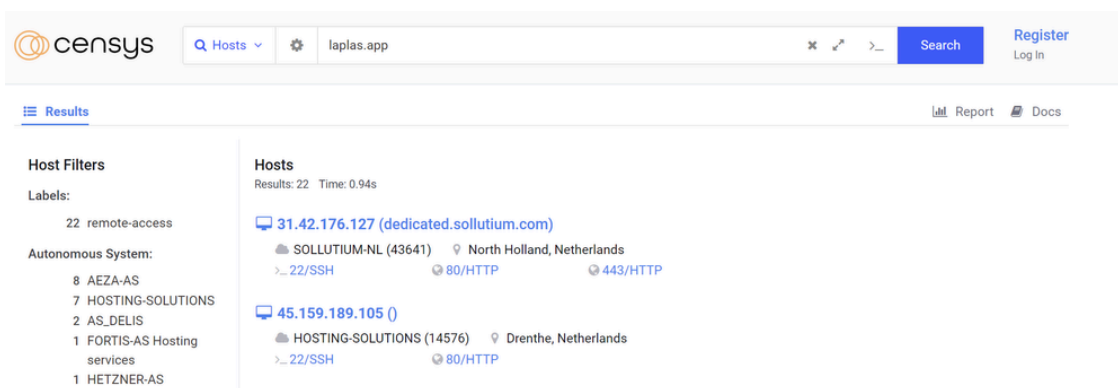 censys
Hosts
laplas.app
>_
Search
Register
Log In
Results
Report
Docs
Host Filters
Labels:
22 remote-access
Autonomous System:
8 AEZA-AS
7 HOSTING-SOLUTIONS
2 AS_DELIS
1 FORTIS-AS Hosting
services
1 HETZNER-AS
Hosts
Results: 22 Time: 0.94s
31.42.176.127 (dedicated.sollutium.com)
SOLLUTIUM-NL (43641) North Holland, Netherlands
>_ 22/SSH 80/HTTP 443/HTTP
45.159.189.105 ()
HOSTING-SOLUTIONS (14576) Drenthe, Netherlands
>_ 22/SSH 80/HTTP